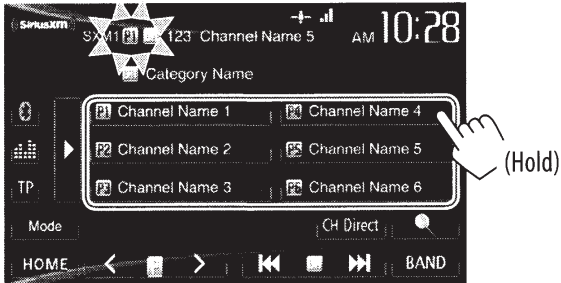 SiriusXM
SXM1 P1 123 Channel Name 5 AM 10:28
Category Name
P1 Channel Name 1 P4 Channel Name 4
P2 Channel Name 2 P5 Channel Name 5
P3 Channel Name 3 P6 Channel Name 6
(Hold)
TP
Mode CH Direct
HOME P BAND